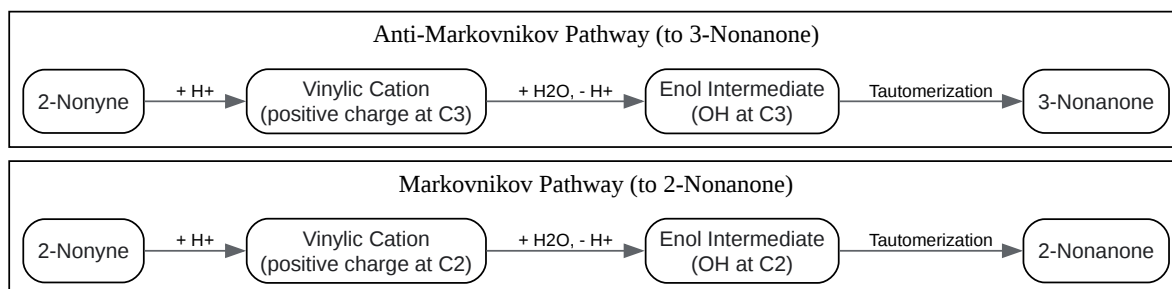 Anti-Markovnikov Pathway (to 3-Nonanone)
2-Nonyne
+ H+
Vinylic Cation
(positive charge at C3)
+ H2O, - H+
Enol Intermediate
(OH at C3)
Tautomerization
3-Nonanone
Markovnikov Pathway (to 2-Nonanone)
2-Nonyne
+ H+
Vinylic Cation
(positive charge at C2)
+ H2O, - H+
Enol Intermediate
(OH at C2)
Tautomerization
2-Nonanone